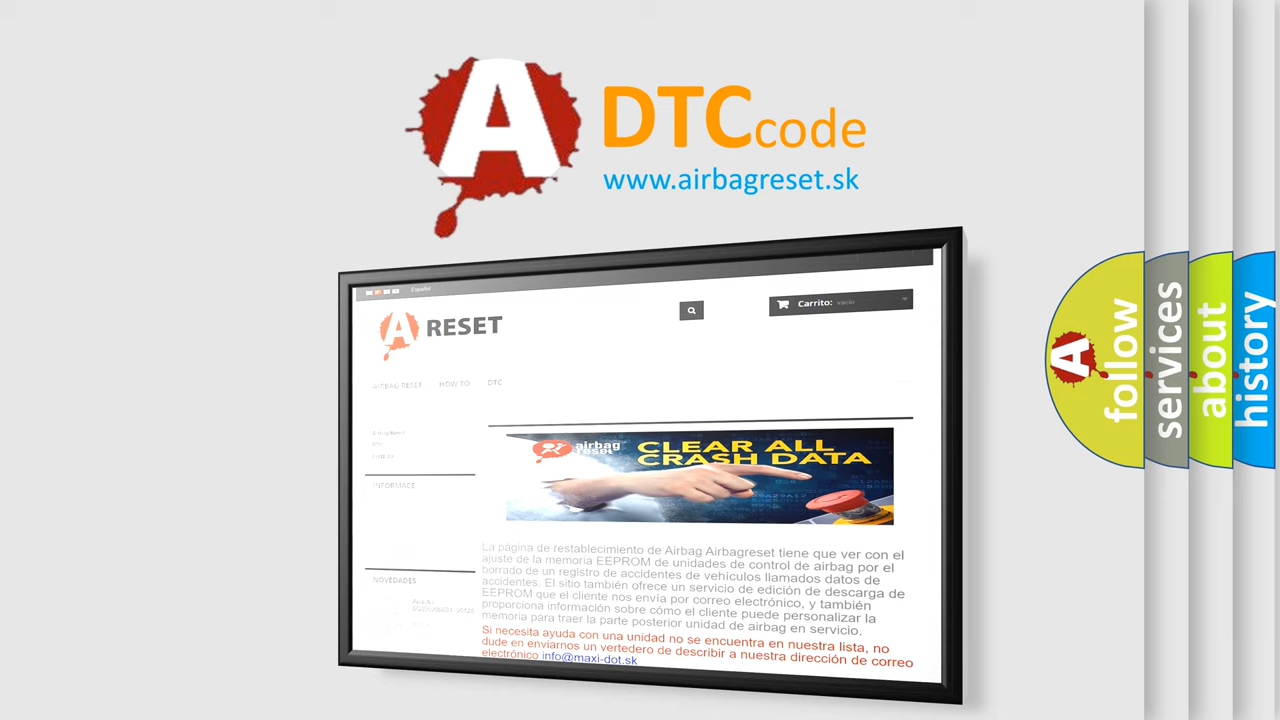 A
DTCcode
www.airbagreset.sk
Español
A RESET
Carrito: vacío
AIRBAG RESET HOW TO DTC
INFORMACE
NOVEDADES
airbag
reset
CLEAR ALL
CRASH DATA
La página de restablecimiento de Airbag Airbagreset tiene que ver con el
ajuste de la memoria EEPROM de unidades de control de airbag por el
borrado de un registro de accidentes de vehículos llamados datos de
accidentes. El sitio también ofrece un servicio de edición de descarga de
EEPROM que el cliente nos envía por correo electrónico, y también
proporciona información sobre cómo el cliente puede personalizar la
memoria para traer la parte posterior unidad de airbag en servicio.
Si necesita ayuda con una unidad no se encuentra en nuestra lista, no
dude en enviarnos un vertedero de describir a nuestra dirección de correo
electrónico info@maxi-dot.sk
A
follow
services
about
history